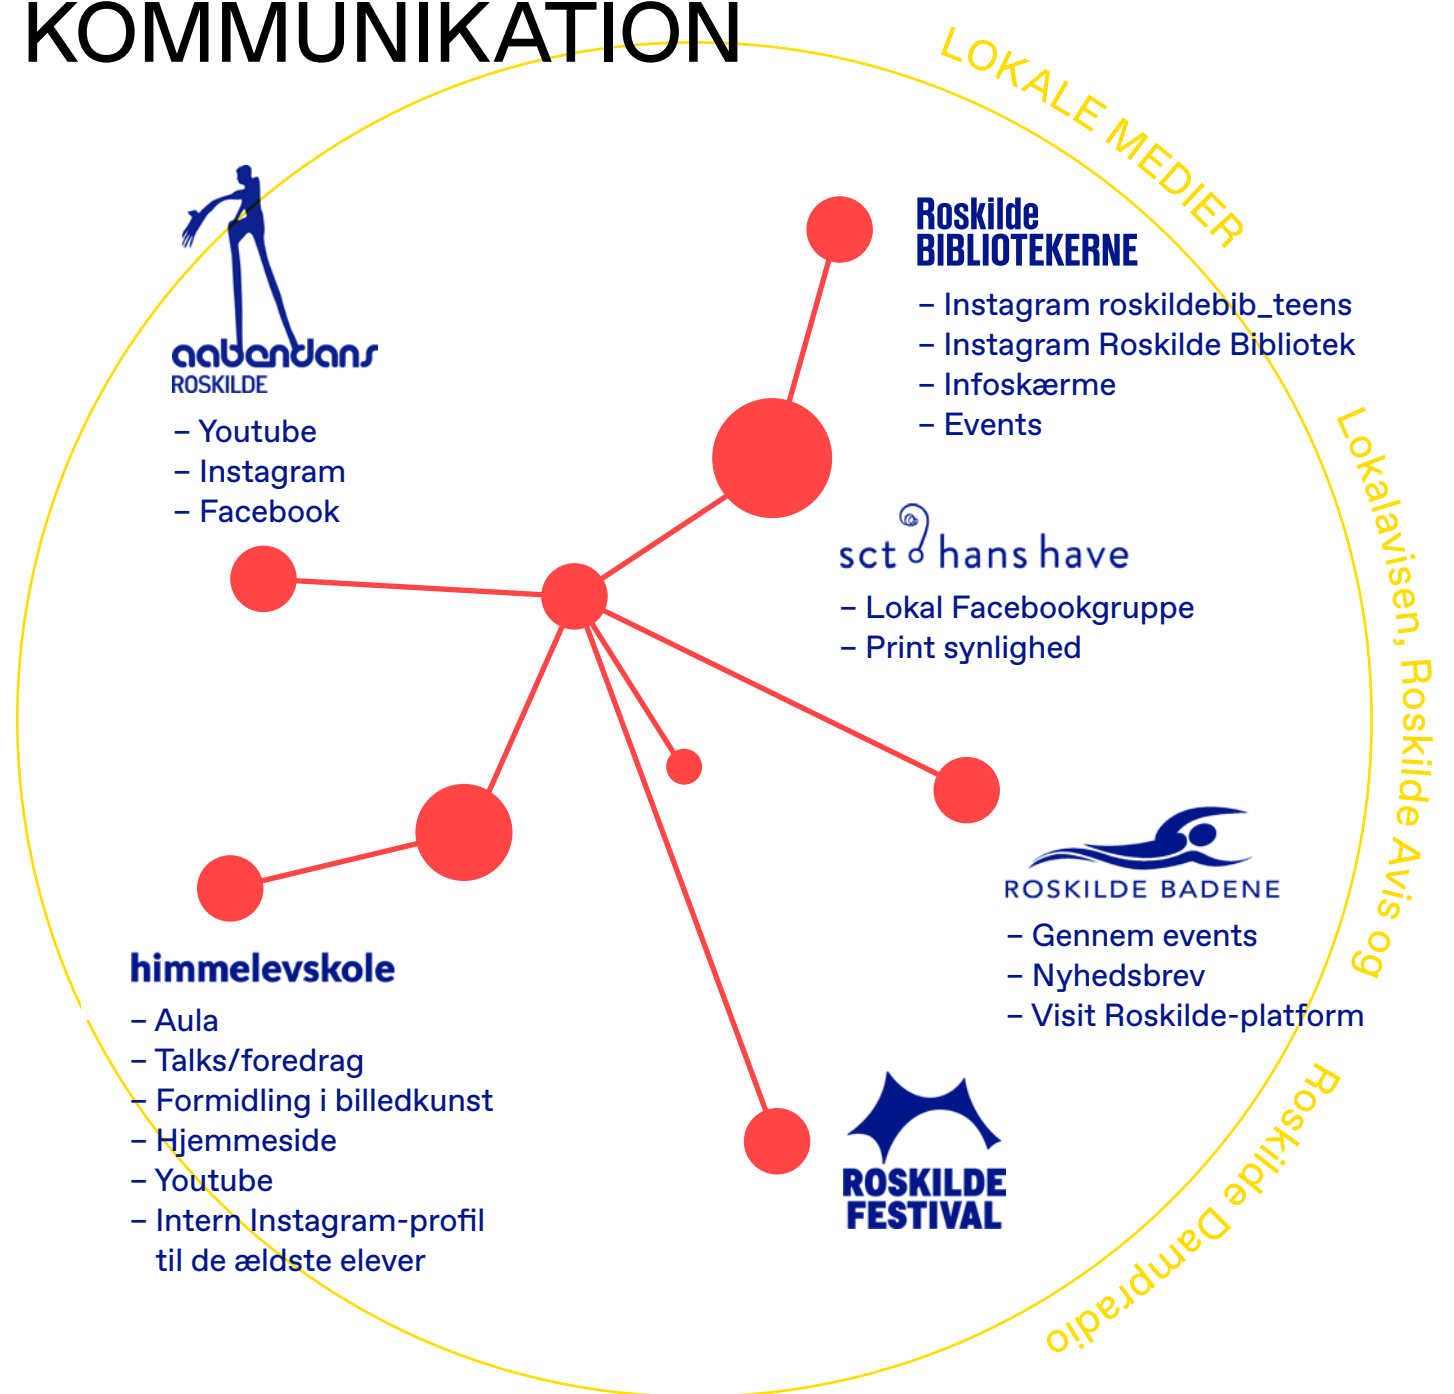 KOMMUNIKATION
LOKALE MEDIER
aabendans
ROSKILDE
– Youtube
– Instagram
– Facebook
Roskilde
BIBLIOTEKERNE
– Instagram roskildebib_teens
– Instagram Roskilde Bibliotek
– Infoskærme
– Events
sct hans have
– Lokal Facebookgruppe
– Print synlighed
Lokalavisen, Roskilde Avis og
Roskilde Dampradio
ROSKILDE BADENE
– Gennem events
– Nyhedsbrev
– Visit Roskilde-platform
himmelevskole
– Aula
– Talks/foredrag
– Formidling i billedkunst
– Hjemmeside
– Youtube
– Intern Instagram-profil
til de ældste elever
ROSKILDE
FESTIVAL